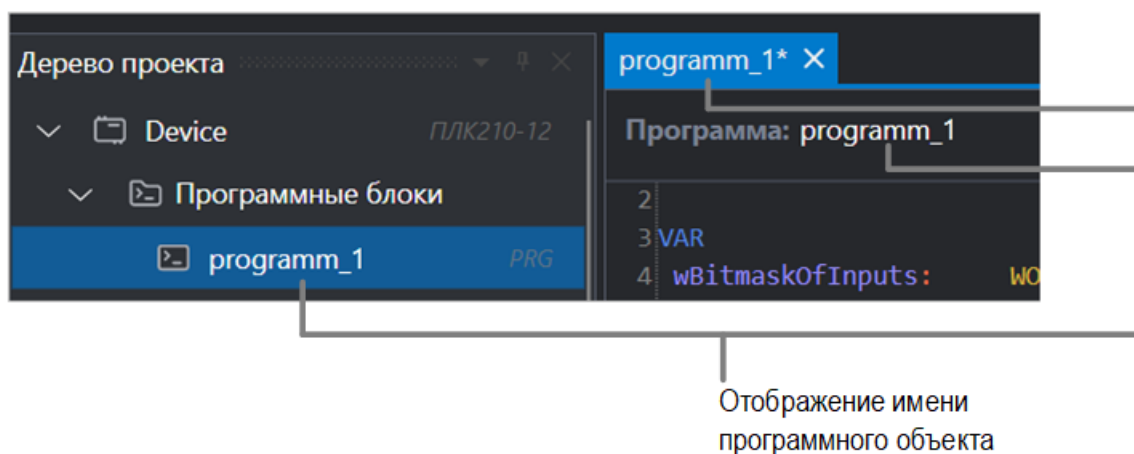 Дерево проекта
Device ПЛК210-12
Программные блоки
programm_1 PRG
programm_1*
Программа: programm_1
2
3 VAR
4 wBitmaskOfInputs: WO
Отображение имени
программного объекта